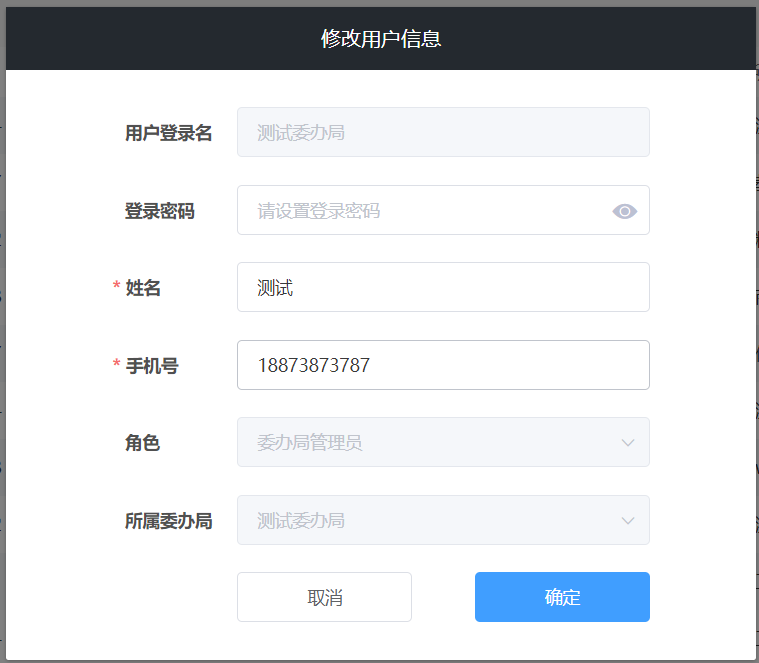 修改用户信息
用户登录名 测试委办局
登录密码 请设置登录密码
* 姓名 测试
* 手机号 18873873787
角色 委办局管理员
所属委办局 测试委办局
取消 确定